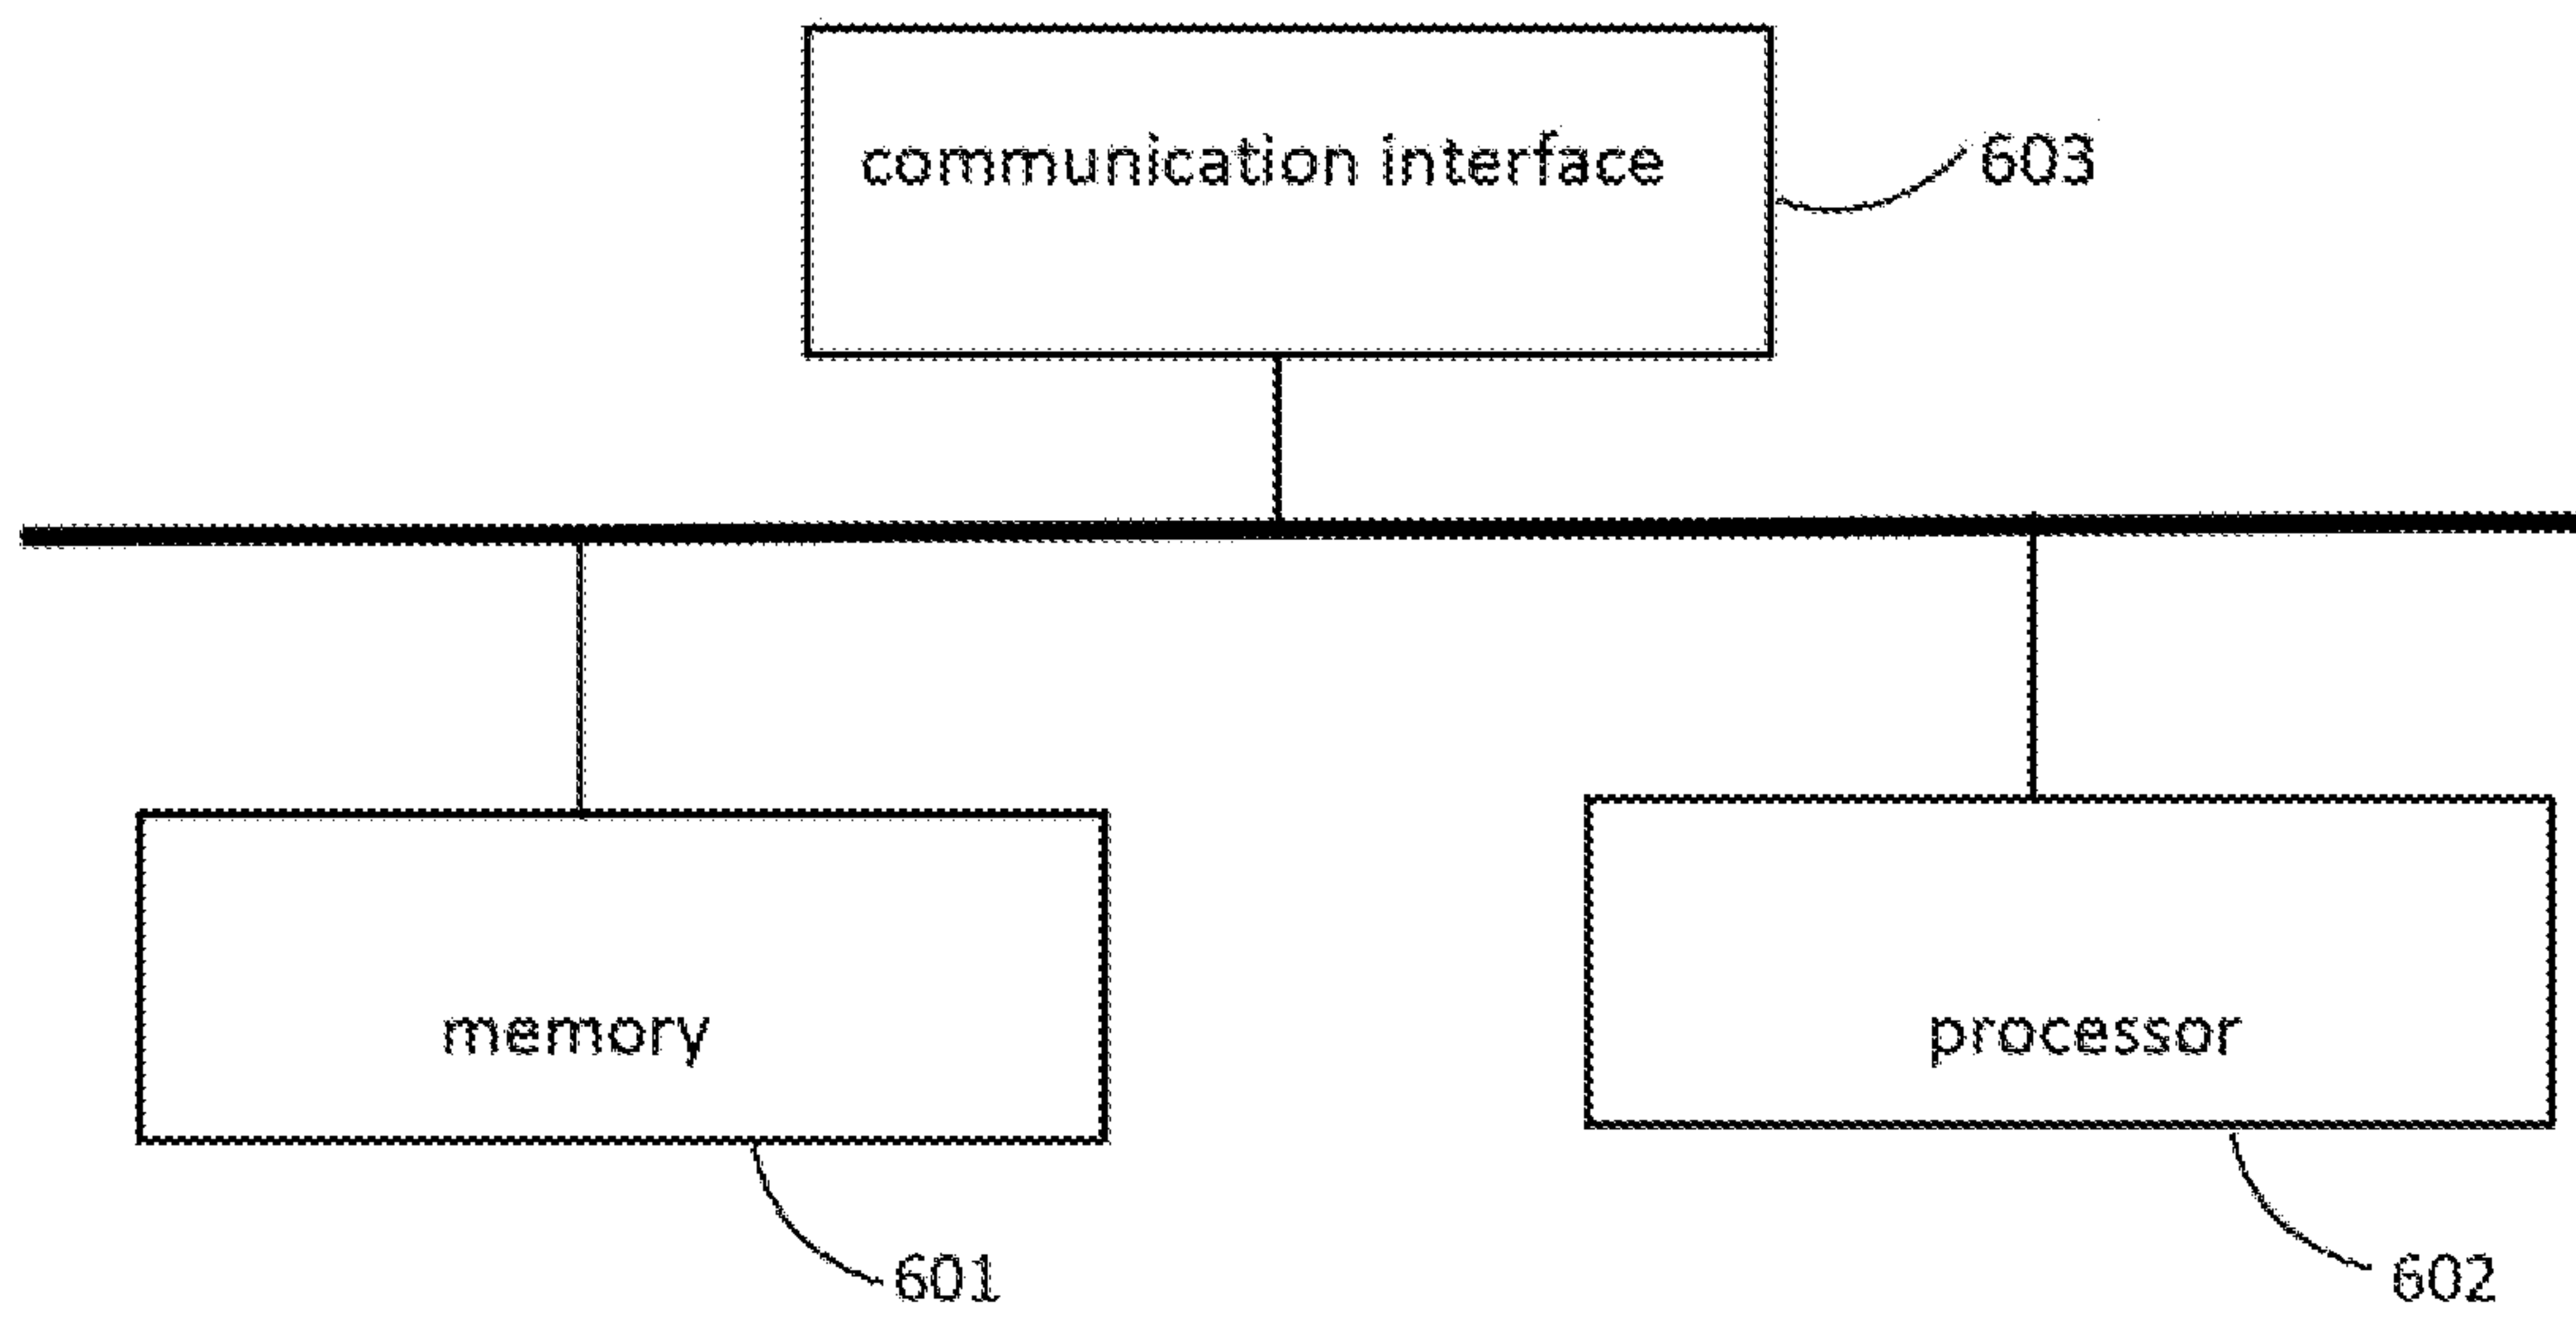 communication interface
603
memory
processor
601
602